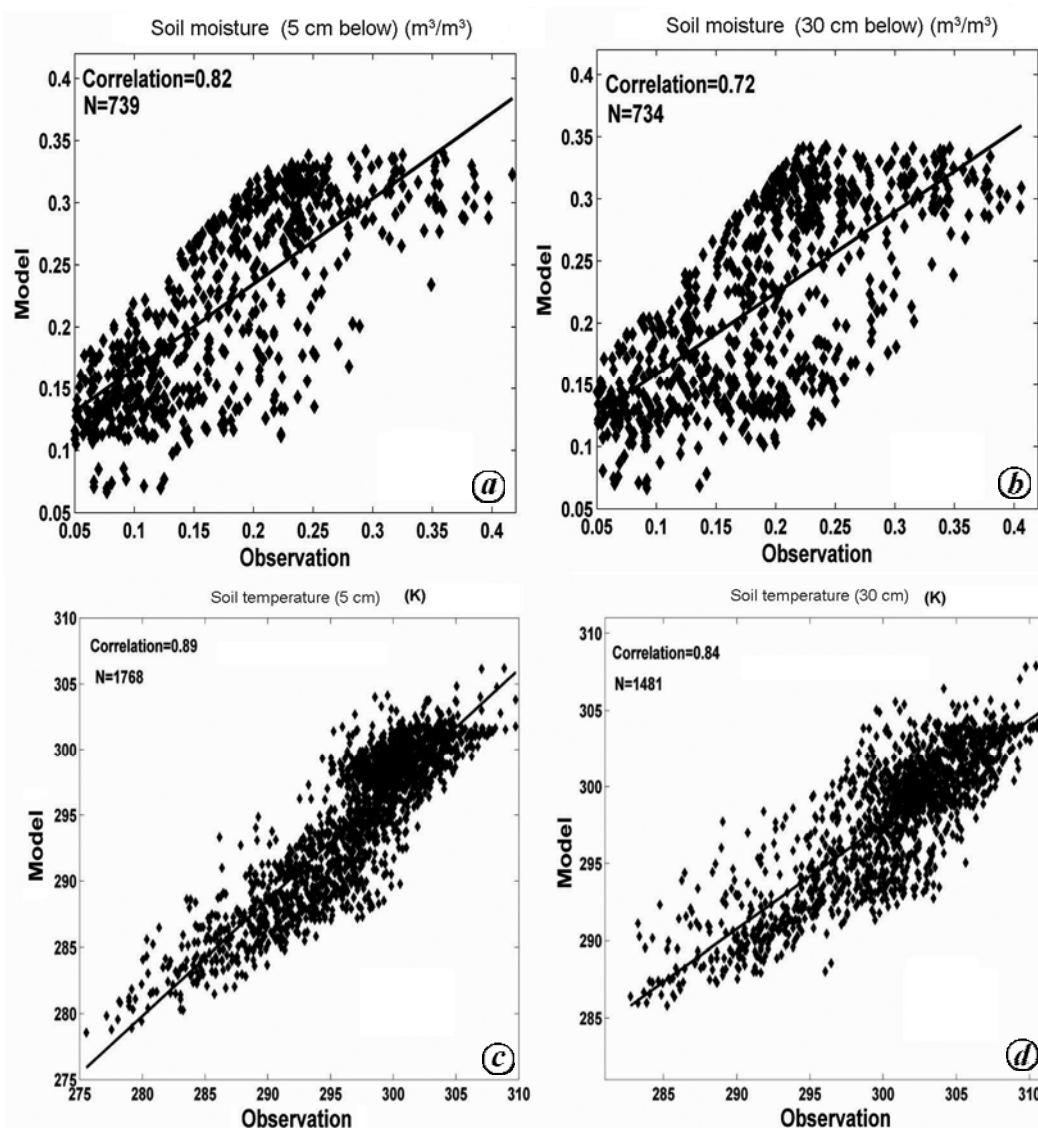 Soil moisture (5 cm below) (m³/m³)
Correlation=0.82
N=739
0.4
0.35
0.3
0.25
0.2
0.15
0.1
0.05
Model
0.05 0.1 0.15 0.2 0.25 0.3 0.35 0.4
Observation
a
Soil moisture (30 cm below) (m³/m³)
Correlation=0.72
N=734
0.4
0.35
0.3
0.25
0.2
0.15
0.1
0.05
Model
0.05 0.1 0.15 0.2 0.25 0.3 0.35 0.4
Observation
b
Soil temperature (5 cm) (K)
Correlation=0.89
N=1768
310
305
300
295
290
285
280
275
Model
275 280 285 290 295 300 305 310
Observation
c
Soil temperature (30 cm) (K)
Correlation=0.84
N=1481
310
305
300
295
290
285
Model
285 290 295 300 305 310
Observation
d